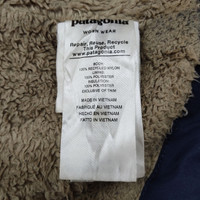 patagonia
WORN WEAR
Repair, Reuse, Recycle
This Product
www.patagonia.com
BODY:
100% RECYCLED NYLON
LINING:
100% POLYESTER
INSULATION:
100% POLYESTER
EXCLUSIVE OF TRIM
MADE IN VIETNAM
FABRIQUÉ AU VIETNAM
HECHO EN VIETNAM
FATTO IN VIETNAM